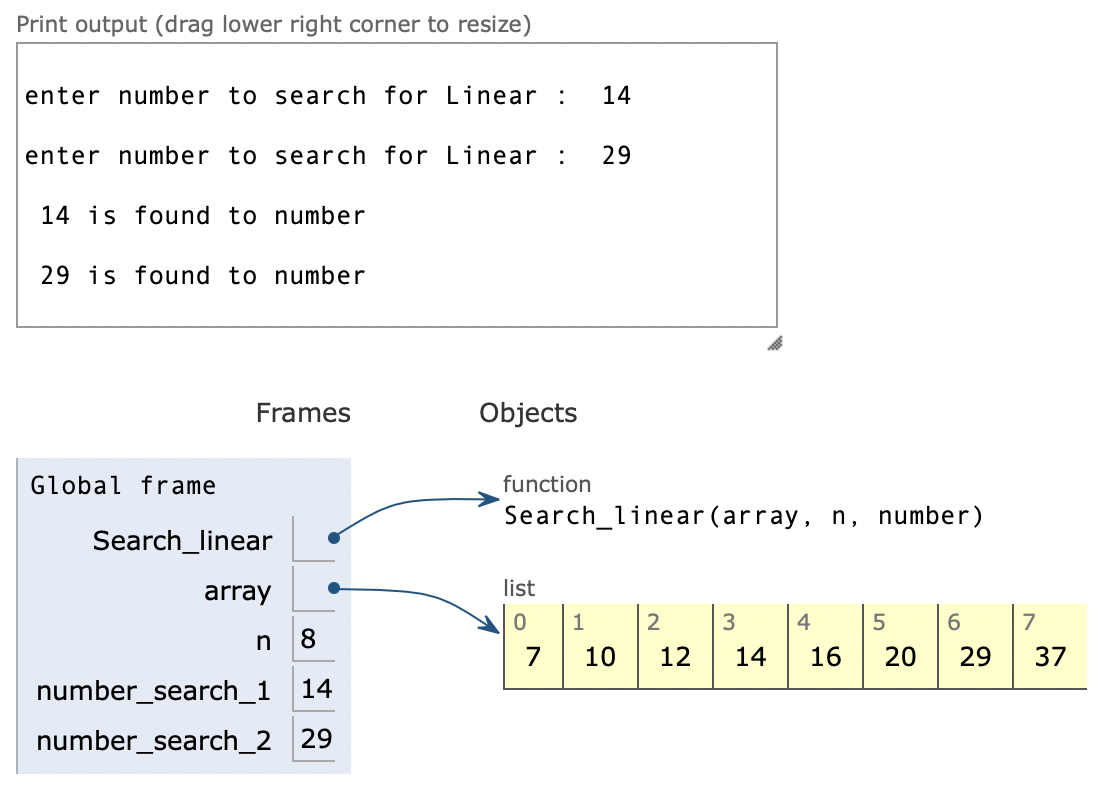 Print output (drag lower right corner to resize)
enter number to search for Linear :  14
enter number to search for Linear :  29
14 is found to number
29 is found to number
Frames Objects
Global frame
Search_linear
array
n 8
number_search_1 14
number_search_2 29
function
Search_linear(array, n, number)
list
0 1 2 3 4 5 6 7
7 10 12 14 16 20 29 37